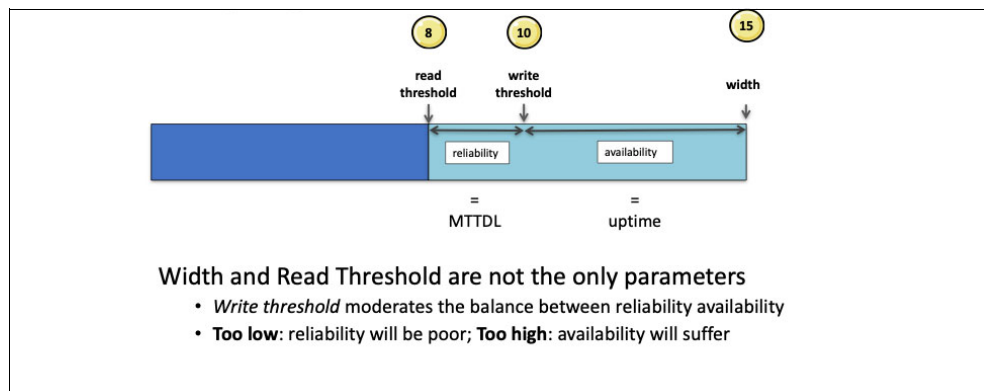 8 10 15
read threshold write threshold width
reliability availability
= =
MTTDL uptime
Width and Read Threshold are not the only parameters
• Write threshold moderates the balance between reliability availability
• Too low: reliability will be poor; Too high: availability will suffer